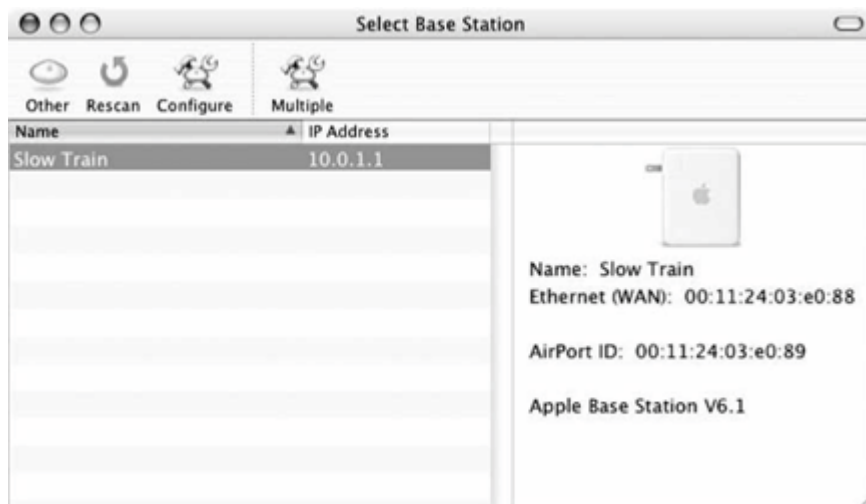 Select Base Station
Other Rescan Configure Multiple
Name IP Address
Slow Train 10.0.1.1
Name: Slow Train
Ethernet (WAN): 00:11:24:03:e0:88
AirPort ID: 00:11:24:03:e0:89
Apple Base Station V6.1